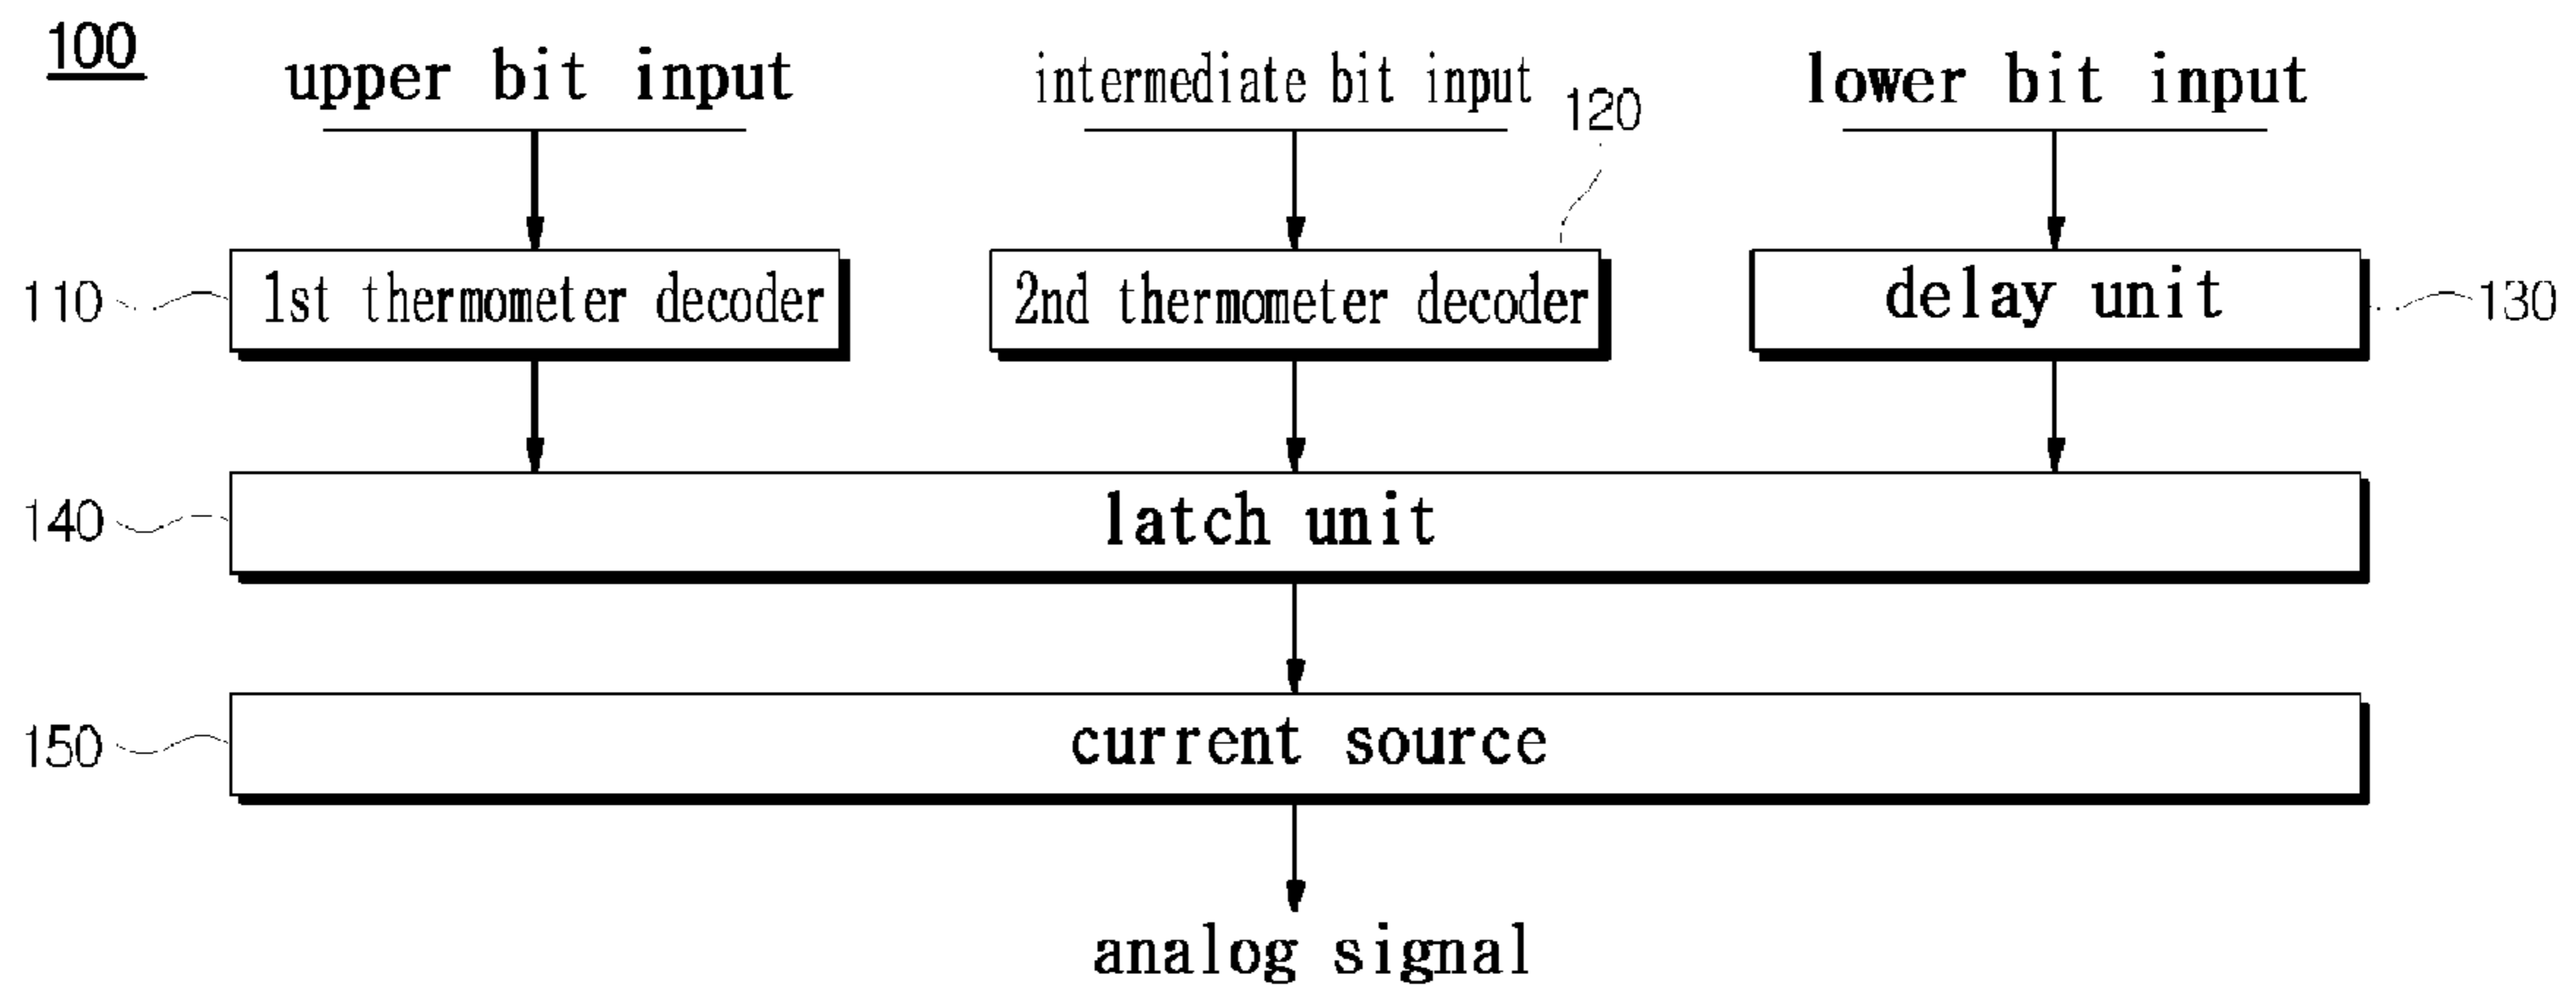 100
upper bit input
intermediate bit input
lower bit input
120
110
1st thermometer decoder
2nd thermometer decoder
delay unit
130
140
latch unit
150
current source
analog signal